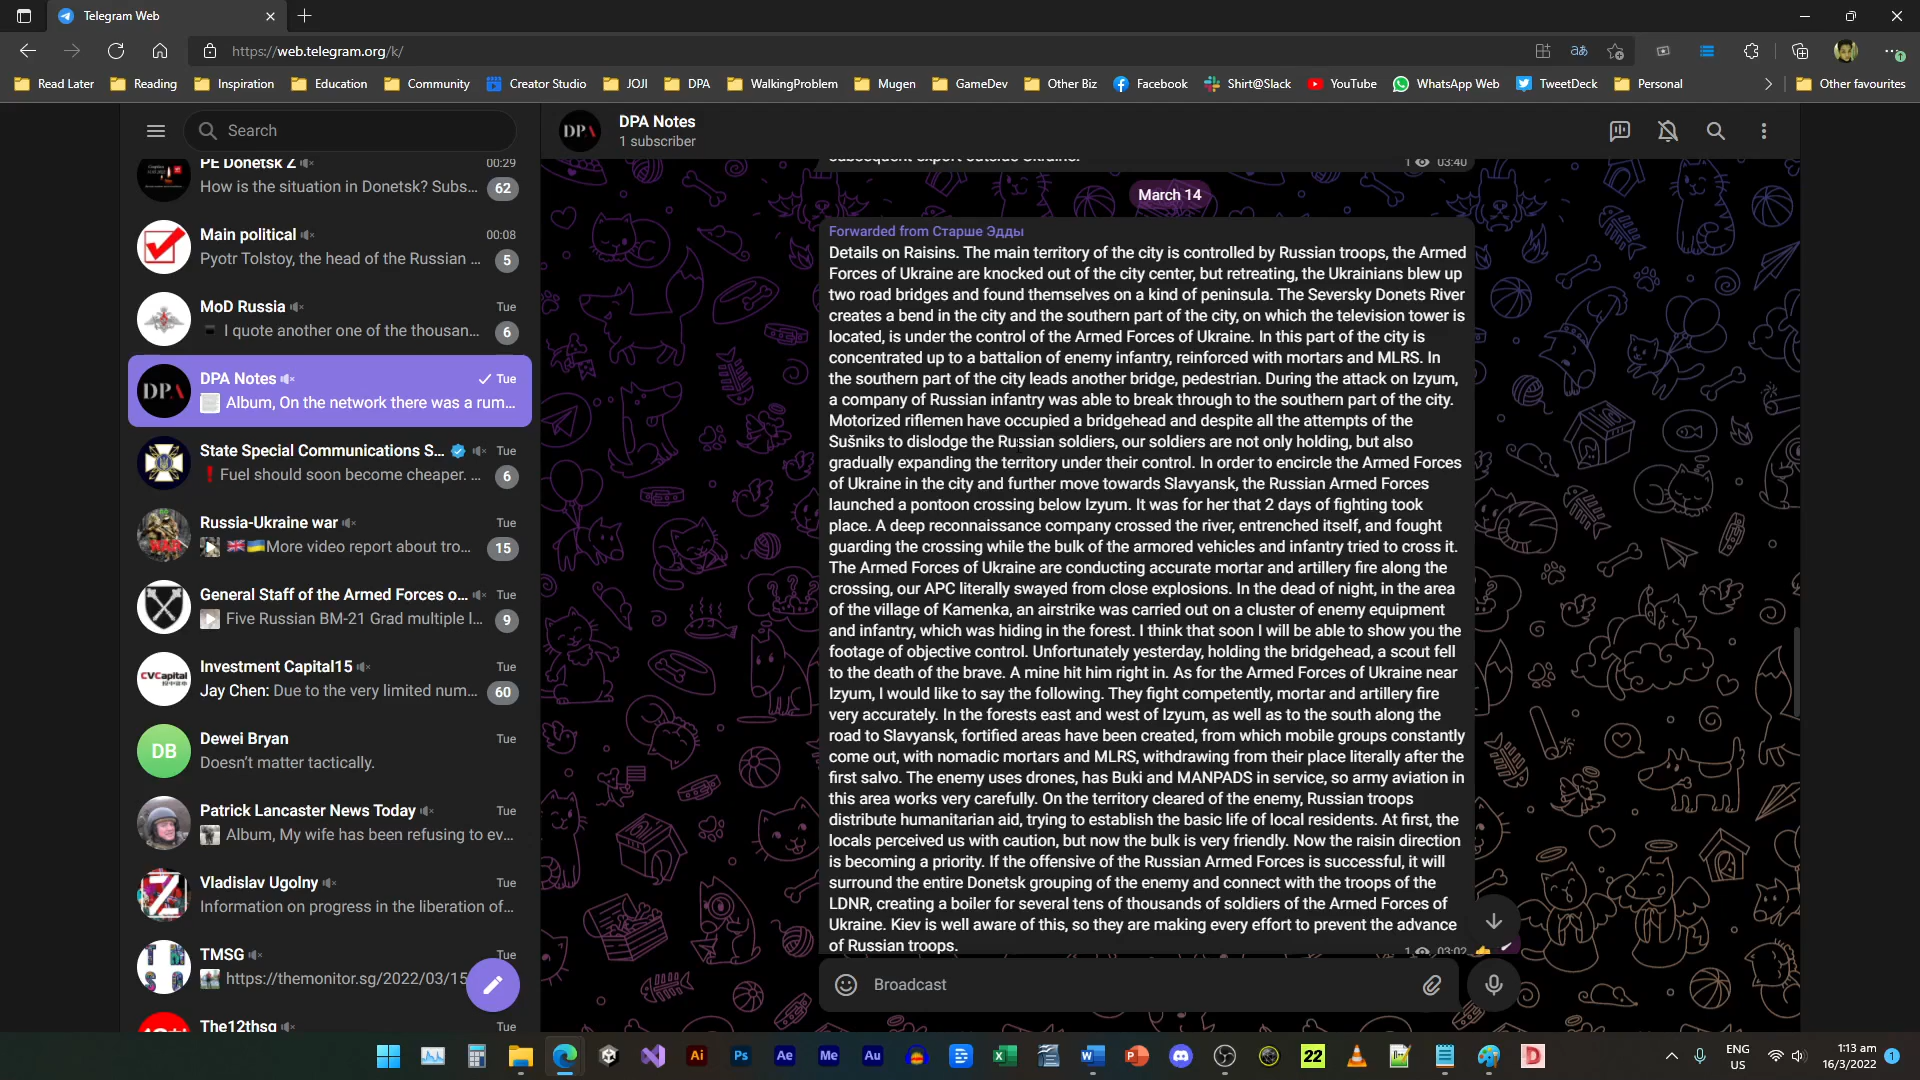 Telegram Web
https://web.telegram.org/k/
Read Later
Reading
Inspiration
Education
Community
Creator Studio
JOJI
DPA
WalkingProblem
Mugen
GameDev
Other Biz
Facebook
Shirt@Slack
YouTube
WhatsApp Web
TweetDeck
Personal
Other favourites
Search
PE Donetsk Z
00:29
How is the situation in Donetsk? Subs...
62
Main political
00:08
Pyotr Tolstoy, the head of the Russian ...
5
MoD Russia
Tue
I quote another one of the thousan...
6
DPA
DPA Notes
Tue
Album, On the network there was a rum...
State Special Communications S...
Tue
Fuel should soon become cheaper. ...
6
Russia-Ukraine war
Tue
More video report about tro...
15
General Staff of the Armed Forces o...
Tue
Five Russian BM-21 Grad multiple l...
9
CVCapital
Investment Capital15
Tue
Jay Chen: Due to the very limited num...
60
DB
Dewei Bryan
Tue
Doesn't matter tactically.
Patrick Lancaster News Today
Tue
Album, My wife has been refusing to ev...
Vladislav Ugolny
Tue
Information on progress in the liberation of...
TMSG
Tue
https://themonitor.sg/2022/03/15
The12thsg
Tue
DPA
DPA Notes
1 subscriber
subsequent export outside Ukraine.
1 03:40
March 14
Forwarded from Старше Эдды
Details on Raisins. The main territory of the city is controlled by Russian troops, the Armed
Forces of Ukraine are knocked out of the city center, but retreating, the Ukrainians blew up
two road bridges and found themselves on a kind of peninsula. The Seversky Donets River
creates a bend in the city and the southern part of the city, on which the television tower is
located, is under the control of the Armed Forces of Ukraine. In this part of the city is
concentrated up to a battalion of enemy infantry, reinforced with mortars and MLRS. In
the southern part of the city leads another bridge, pedestrian. During the attack on Izyum,
a company of Russian infantry was able to break through to the southern part of the city.
Motorized riflemen have occupied a bridgehead and despite all the attempts of the
Sušniks to dislodge the Russian soldiers, our soldiers are not only holding, but also
gradually expanding the territory under their control. In order to encircle the Armed Forces
of Ukraine in the city and further move towards Slavyansk, the Russian Armed Forces
launched a pontoon crossing below Izyum. It was for her that 2 days of fighting took
place. A deep reconnaissance company crossed the river, entrenched itself, and fought
guarding the crossing while the bulk of the armored vehicles and infantry tried to cross it.
The Armed Forces of Ukraine are conducting accurate mortar and artillery fire along the
crossing, our APC literally swayed from close explosions. In the dead of night, in the area
of the village of Kamenka, an airstrike was carried out on a cluster of enemy equipment
and infantry, which was hiding in the forest. I think that soon I will be able to show you the
footage of objective control. Unfortunately yesterday, holding the bridgehead, a scout fell
to the death of the brave. A mine hit him right in. As for the Armed Forces of Ukraine near
Izyum, I would like to say the following. They fight competently, mortar and artillery fire
very accurately. In the forests east and west of Izyum, as well as to the south along the
road to Slavyansk, fortified areas have been created, from which mobile groups constantly
come out, with nomadic mortars and MLRS, withdrawing from their place literally after the
first salvo. The enemy uses drones, has Buki and MANPADS in service, so army aviation in
this area works very carefully. On the territory cleared of the enemy, Russian troops
distribute humanitarian aid, trying to establish the basic life of local residents. At first, the
locals perceived us with caution, but now the bulk is very friendly. Now the raisin direction
is becoming a priority. If the offensive of the Russian Armed Forces is successful, it will
surround the entire Donetsk grouping of the enemy and connect with the troops of the
LDNR, creating a boiler for several tens of thousands of soldiers of the Armed Forces of
Ukraine. Kiev is well aware of this, so they are making every effort to prevent the advance
of Russian troops.
1 03:02
Broadcast
Ai
Ps
Ae
Me
Au
22
D
ENG
US
1:13 am
16/3/2022
1